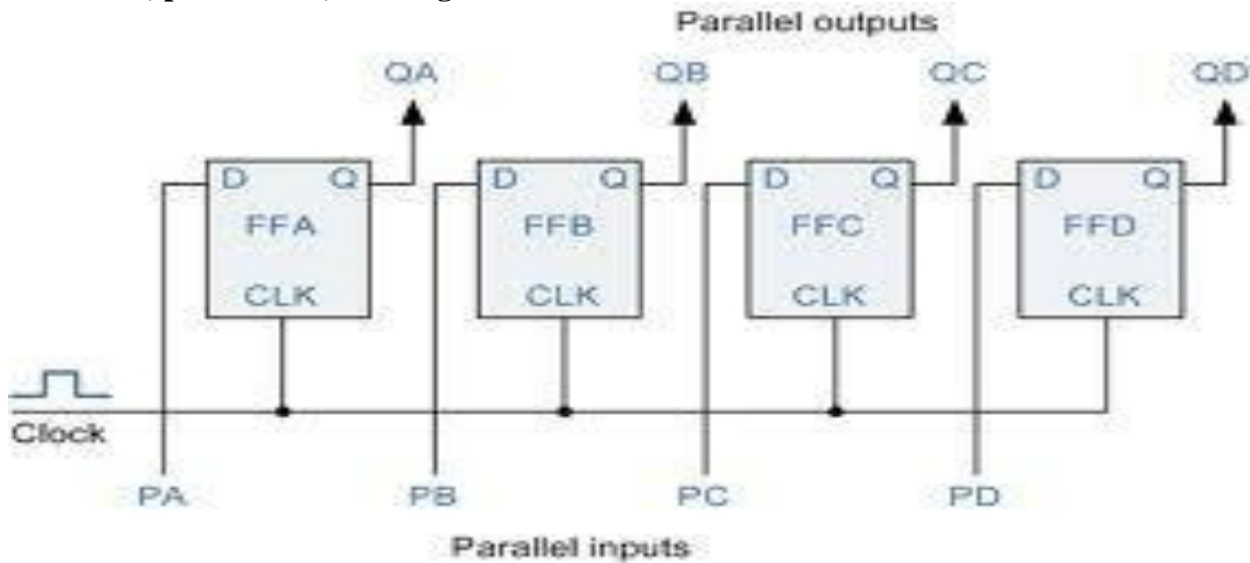 Parallel outputs
QA QB QC QD
D Q D Q D Q D Q
FFA FFB FFC FFD
CLK CLK CLK CLK
Clock
PA PB PC PD
Parallel inputs